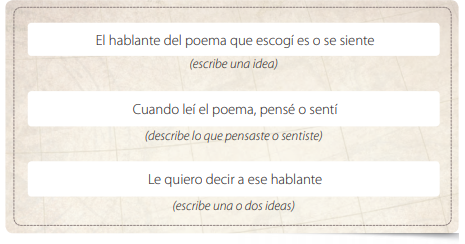 El hablante del poema que escogí es o se siente
(escribe una idea)
Cuando leí el poema, pensé o sentí
(describe lo que pensaste o sentiste)
Le quiero decir a ese hablante
(escribe una o dos ideas)